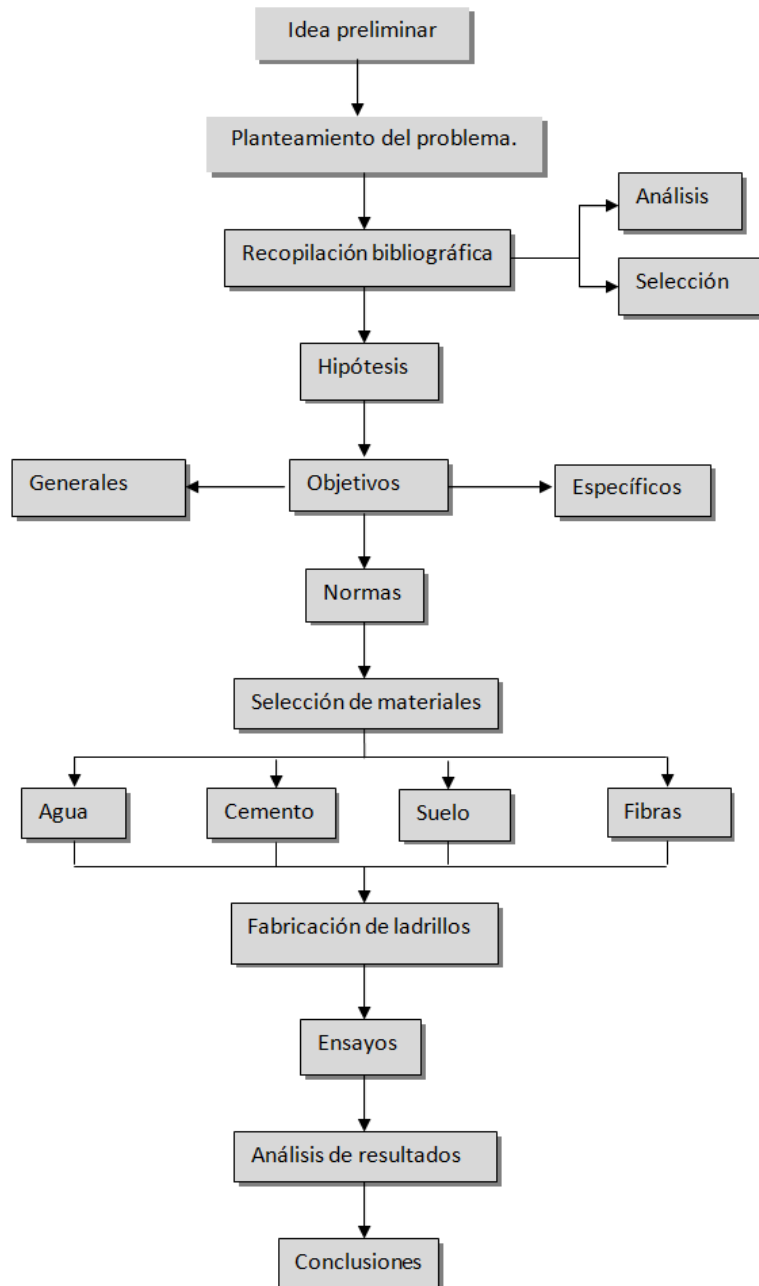 Idea preliminar
Planteamiento del problema.
Recopilación bibliográfica
Análisis
Selección
Hipótesis
Generales
Objetivos
Específicos
Normas
Selección de materiales
Agua
Cemento
Suelo
Fibras
Fabricación de ladrillos
Ensayos
Análisis de resultados
Conclusiones